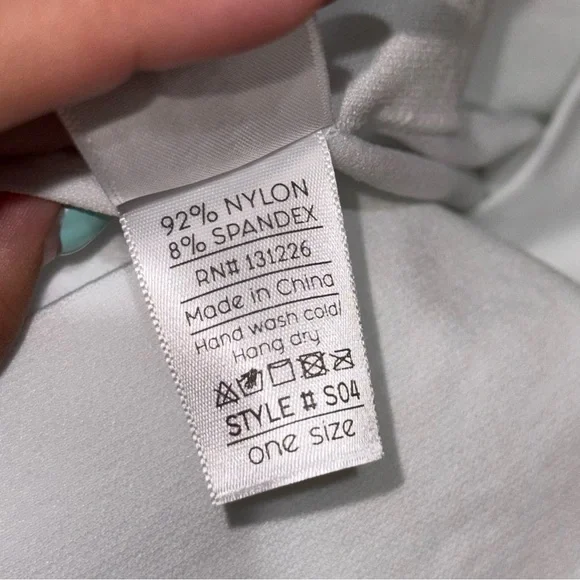 92% NYLON
8% SPANDEX
RN# 131226
Made in China
Hand wash cold/
Hang dry
STYLE # S04
one size